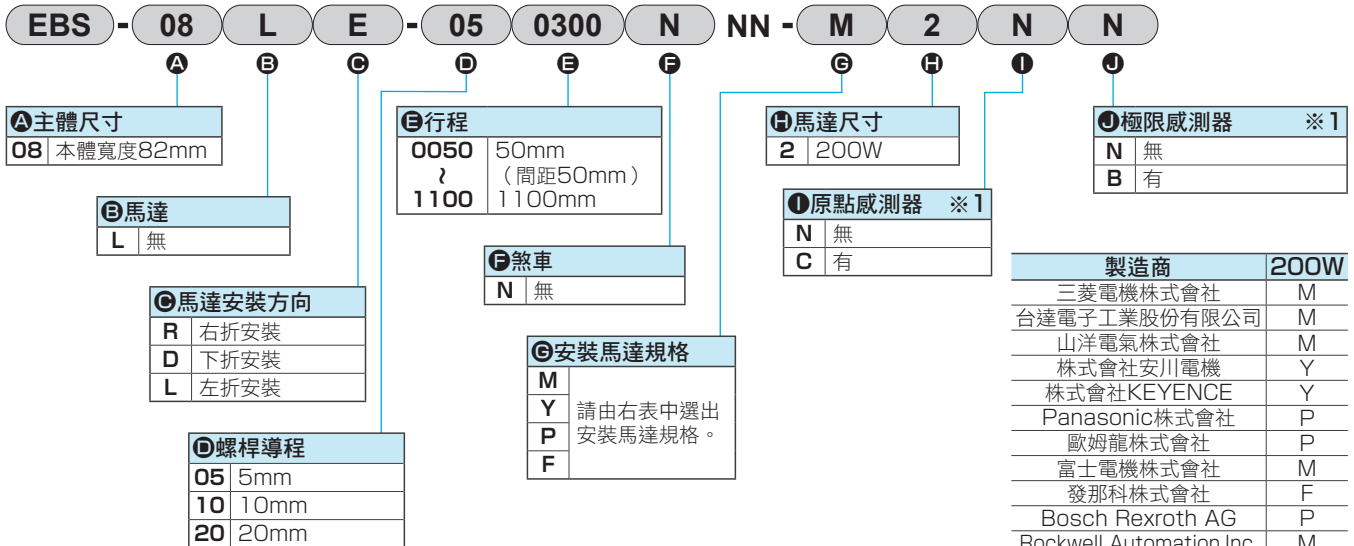 EBS - 08 L E - 05 0300 N NN - M 2 N N
A B C D E F G H I J
A主體尺寸
08 本體寬度82mm
B馬達
L 無
C馬達安裝方向
R 右折安裝
D 下折安裝
L 左折安裝
D螺桿導程
05 5mm
10 10mm
20 20mm
E行程
0050 50mm
~ （間距50mm）
1100 1100mm
F煞車
N 無
G安裝馬達規格
M
Y
P
F
請由右表中選出
安裝馬達規格。
H馬達尺寸
2 200W
I原點感測器 ※1
N 無
C 有
J極限感測器 ※1
N 無
B 有
製造商 200W
三菱電機株式會社 M
台達電子工業股份有限公司 M
山洋電氣株式會社 M
株式會社安川電機 Y
株式會社KEYENCE Y
Panasonic株式會社 P
歐姆龍株式會社 P
富士電機株式會社 M
發那科株式會社 F
Bosch Rexroth AG P
Rockwell Automation,Inc. M